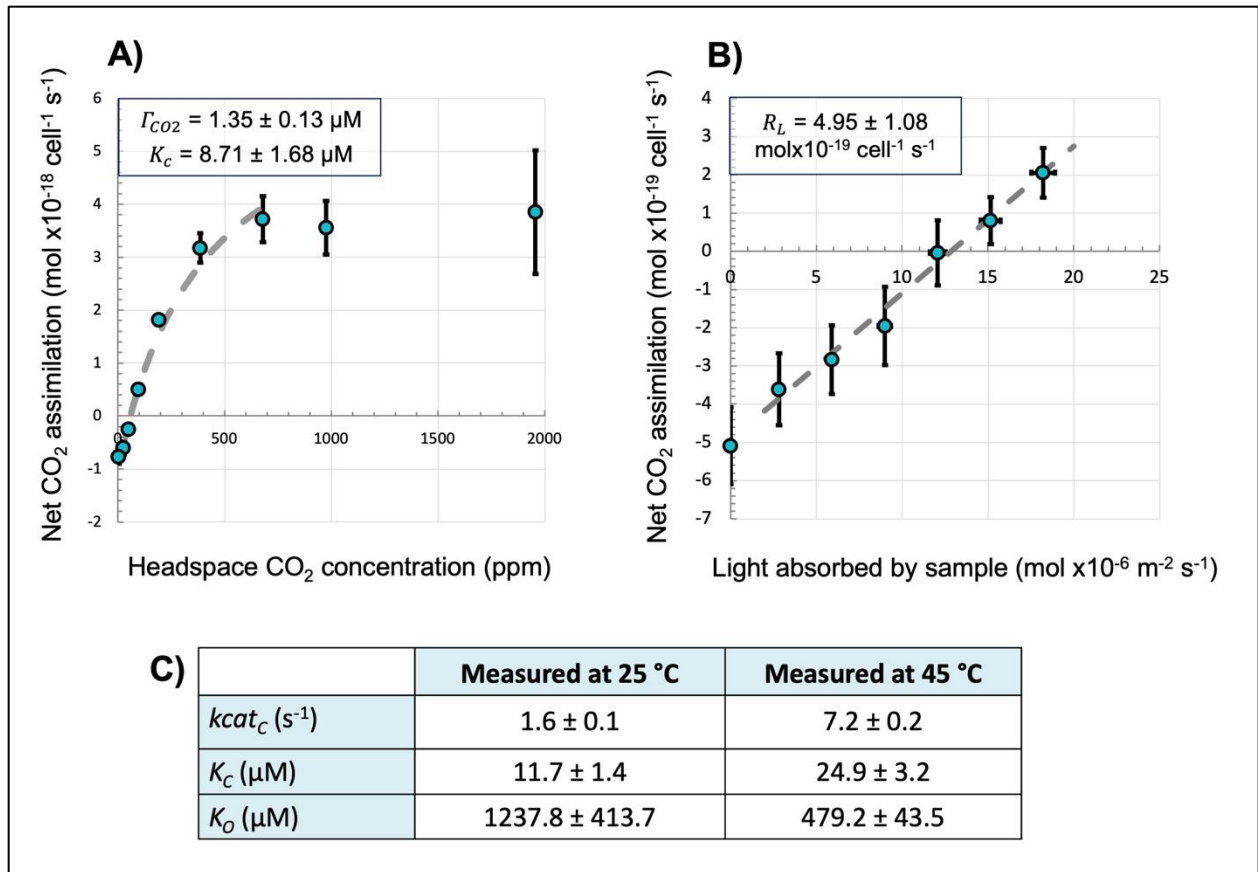 A)
Γ_CO2 = 1.35 ± 0.13 µM
K_c = 8.71 ± 1.68 µM
6
5
4
3
2
1
0
-1
-2
0
500
1000
1500
2000
Net CO₂ assimilation (mol x10⁻¹⁸ cell⁻¹ s⁻¹)
Headspace CO₂ concentration (ppm)
B)
R_L = 4.95 ± 1.08
molx10⁻¹⁹ cell⁻¹ s⁻¹
4
3
2
1
0
-1
-2
-3
-4
-5
-6
-7
0
5
10
15
20
25
Net CO₂ assimilation (mol x10⁻¹⁹ cell⁻¹ s⁻¹)
Light absorbed by sample (mol x10⁻⁶ m⁻² s⁻¹)
C)
Measured at 25 °C Measured at 45 °C
kcat_C (s⁻¹) 1.6 ± 0.1 7.2 ± 0.2
K_C (µM) 11.7 ± 1.4 24.9 ± 3.2
K_O (µM) 1237.8 ± 413.7 479.2 ± 43.5